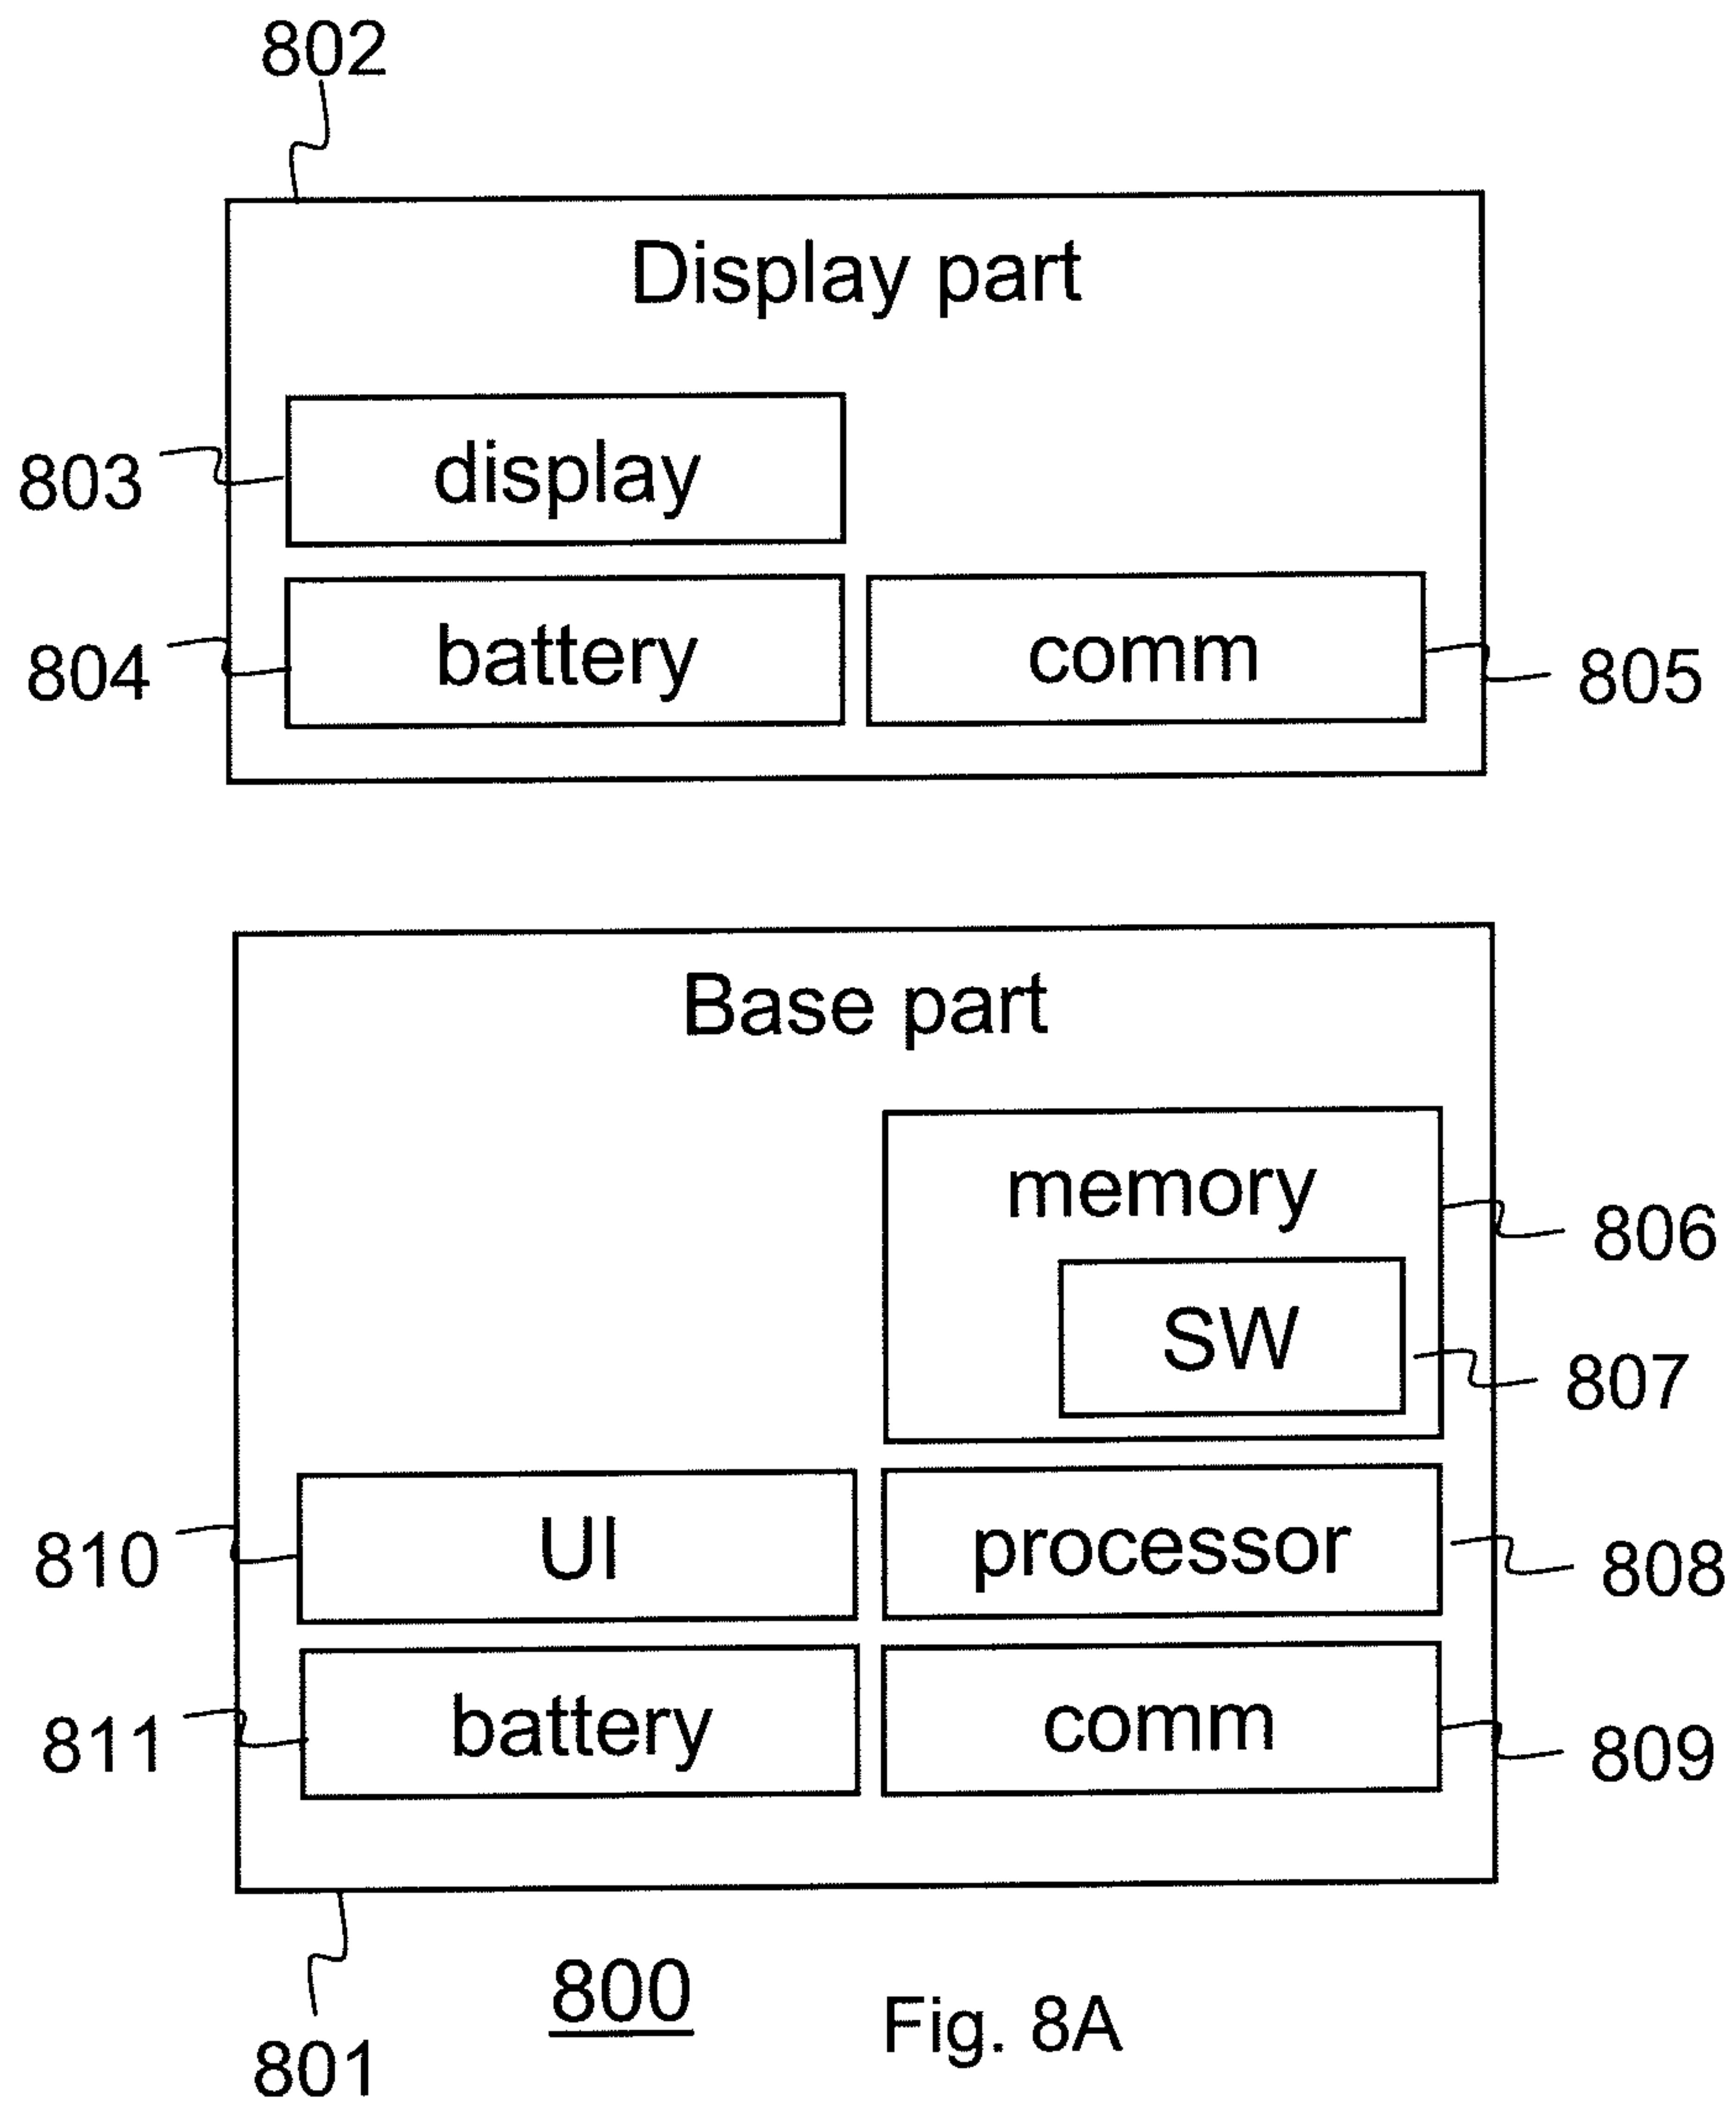 802
Display part
803
display
804
battery
comm
805
Base part
memory
806
SW
807
810
UI
processor
808
811
battery
comm
809
800
Fig. 8A
801